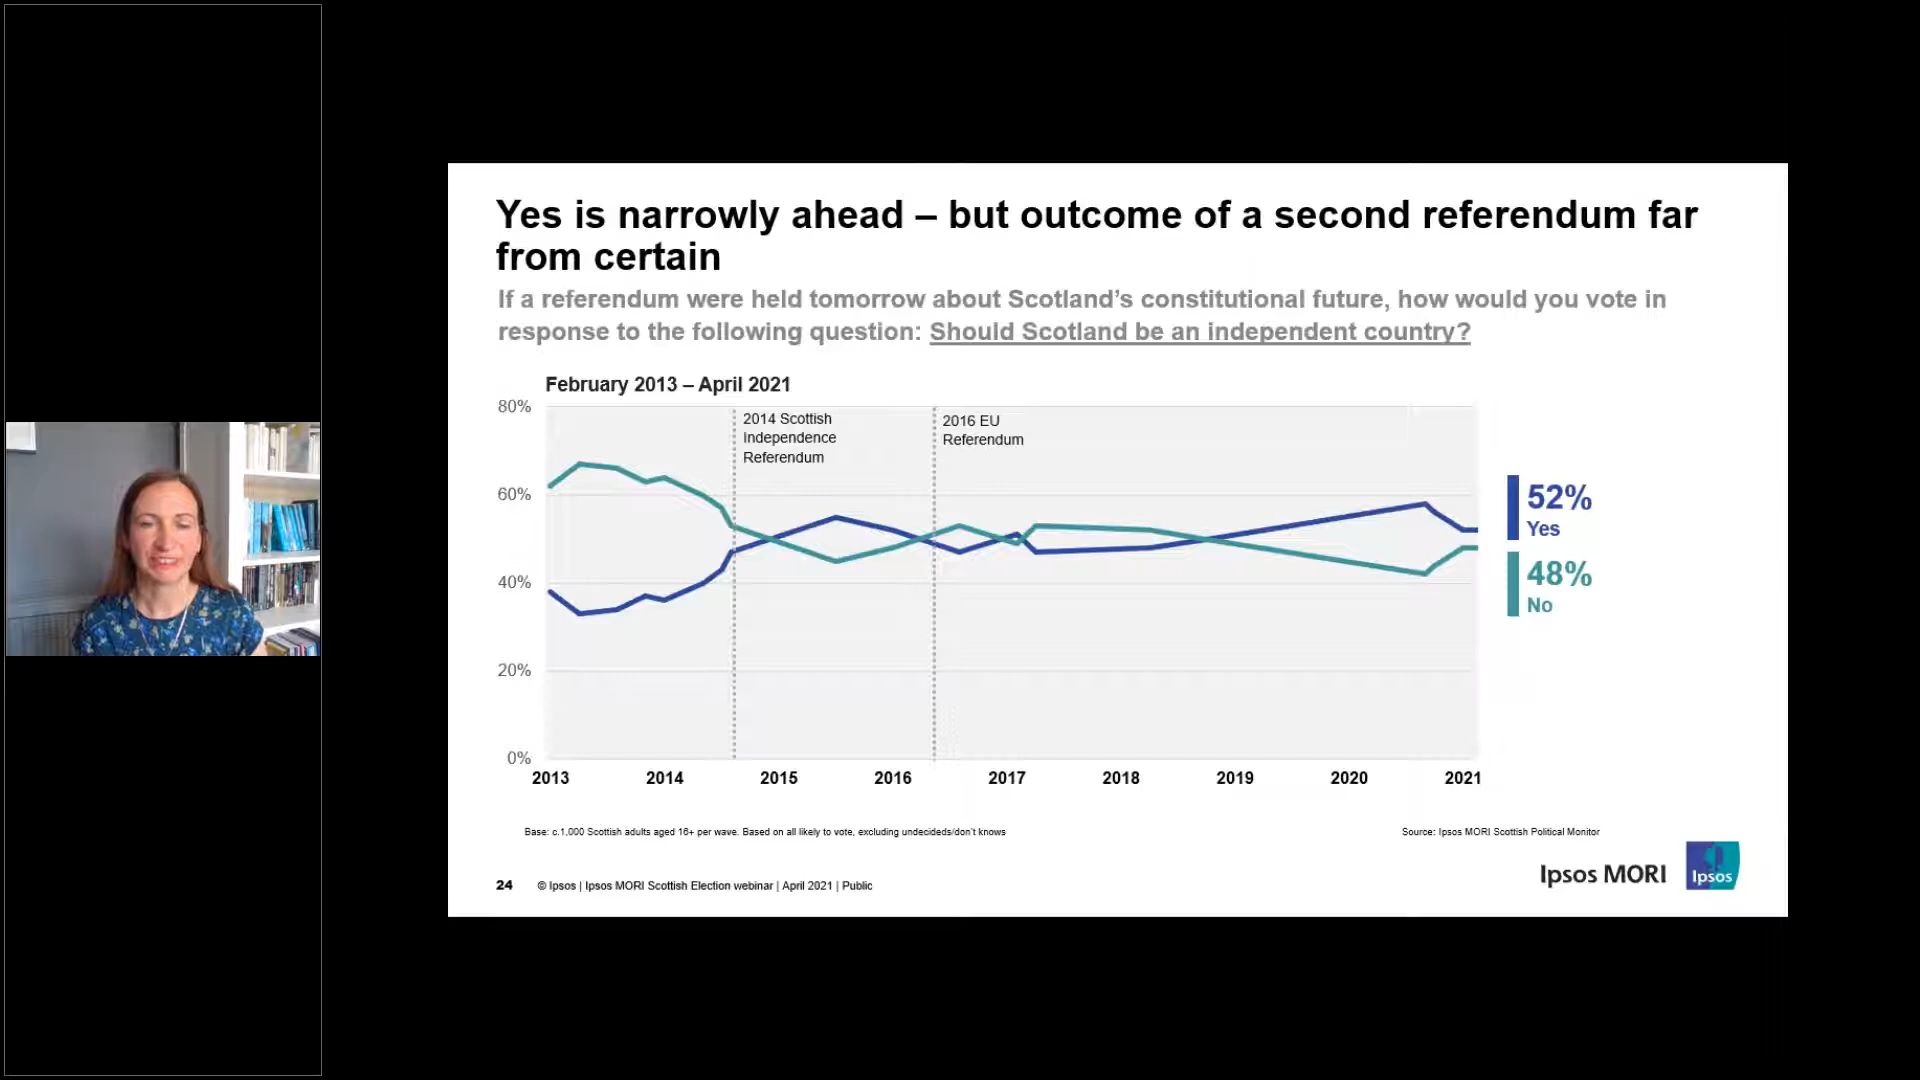 Yes is narrowly ahead – but outcome of a second referendum far
from certain
If a referendum were held tomorrow about Scotland’s constitutional future, how would you vote in
response to the following question: Should Scotland be an independent country?
February 2013 – April 2021
80%
60%
40%
20%
0%
2014 Scottish
Independence
Referendum
2016 EU
Referendum
52%
Yes
48%
No
2013 2014 2015 2016 2017 2018 2019 2020 2021
Base: c.1,000 Scottish adults aged 16+ per wave. Based on all likely to vote, excluding undecideds/don’t knows
Source: Ipsos MORI Scottish Political Monitor
24 © Ipsos | Ipsos MORI Scottish Election webinar | April 2021 | Public
Ipsos MORI
Ipsos